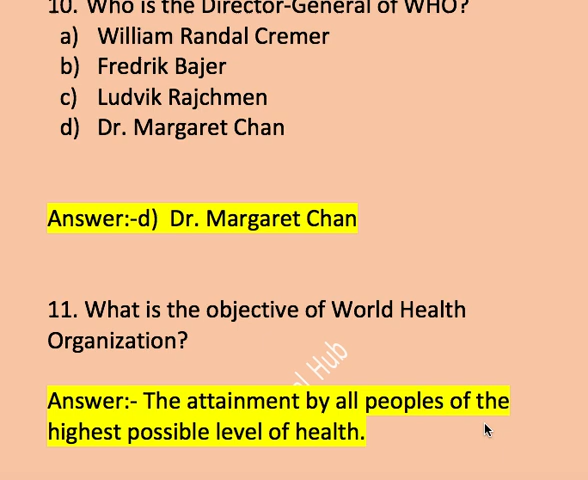 10. Who is the Director-General of WHO?
a) William Randal Cremer
b) Fredrik Bajer
c) Ludvik Rajchmen
d) Dr. Margaret Chan
Answer:-d) Dr. Margaret Chan
11. What is the objective of World Health
Organization?
Hub
Answer:- The attainment by all peoples of the
highest possible level of health.